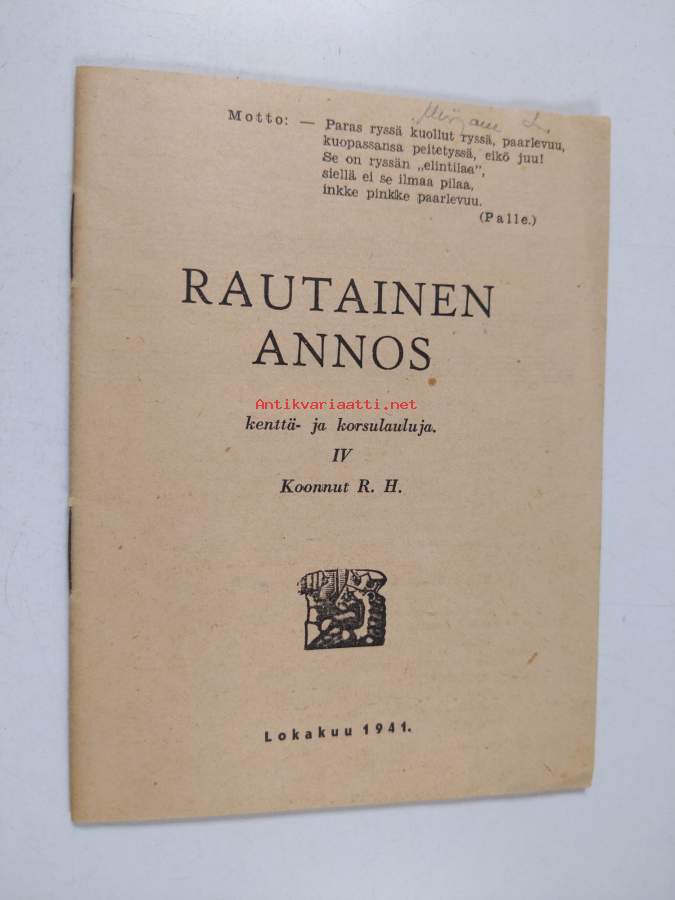 Mirjam L.
Motto: — Paras ryssä kuollut ryssä, paarlevuu,
kuopassansa peitetyssä, eikö juu!
Se on ryssän „elintilaa",
siellä ei se ilmaa pilaa,
inkke pinkke paarlevuu.
(Palle.)
RAUTAINEN
ANNOS
Antikvariaatti.net
kenttä- ja korsulauluja.
IV
Koonnut R. H.
Lokakuu 1941.